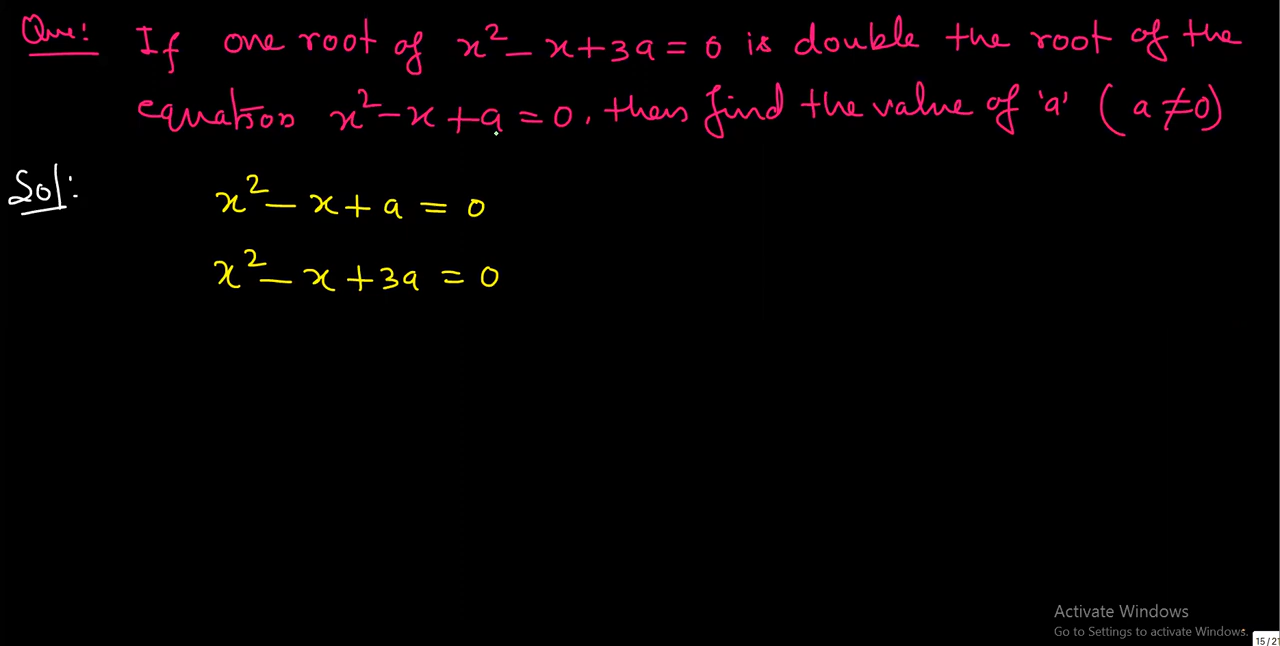 Que: If one root of x² - x + 3a = 0 is double the root of the
equation x² - x + a = 0, then find the value of 'a' (a ≠ 0)
Sol: x² - x + a = 0
x² - x + 3a = 0
Activate Windows
Go to Settings to activate Windows.
15 / 21